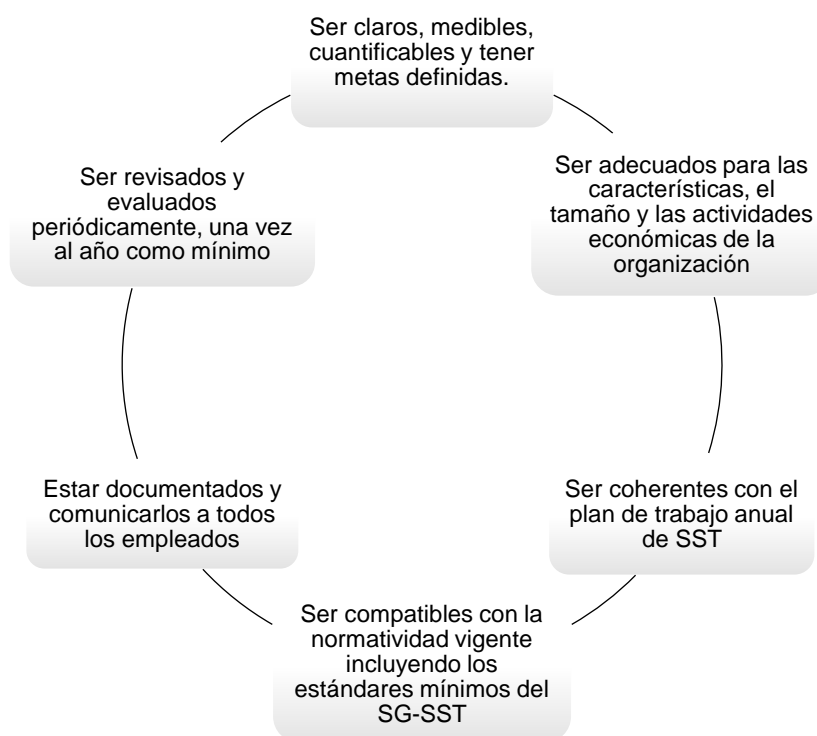 Ser claros, medibles,
cuantificables y tener
metas definidas.
Ser adecuados para las
características, el
tamaño y las actividades
económicas de la
organización
Ser coherentes con el
plan de trabajo anual
de SST
Ser compatibles con la
normatividad vigente
incluyendo los
estándares mínimos del
SG-SST
Estar documentados y
comunicarlos a todos
los empleados
Ser revisados y
evaluados
periódicamente, una vez
al año como mínimo